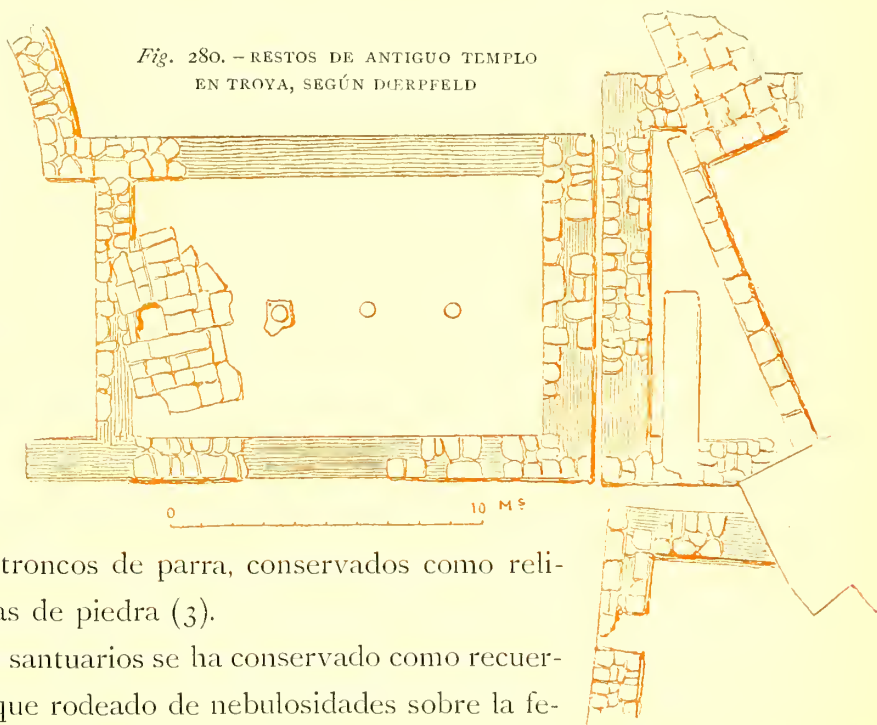 Fig. 280. – RESTOS DE ANTIGUO TEMPLO
EN TROYA, SEGÚN DŒRPFELD
0 10 Ms
troncos de parra, conservados como reli-
as de piedra (3).
santuarios se ha conservado como recuer-
que rodeado de nebulosidades sobre la fe-